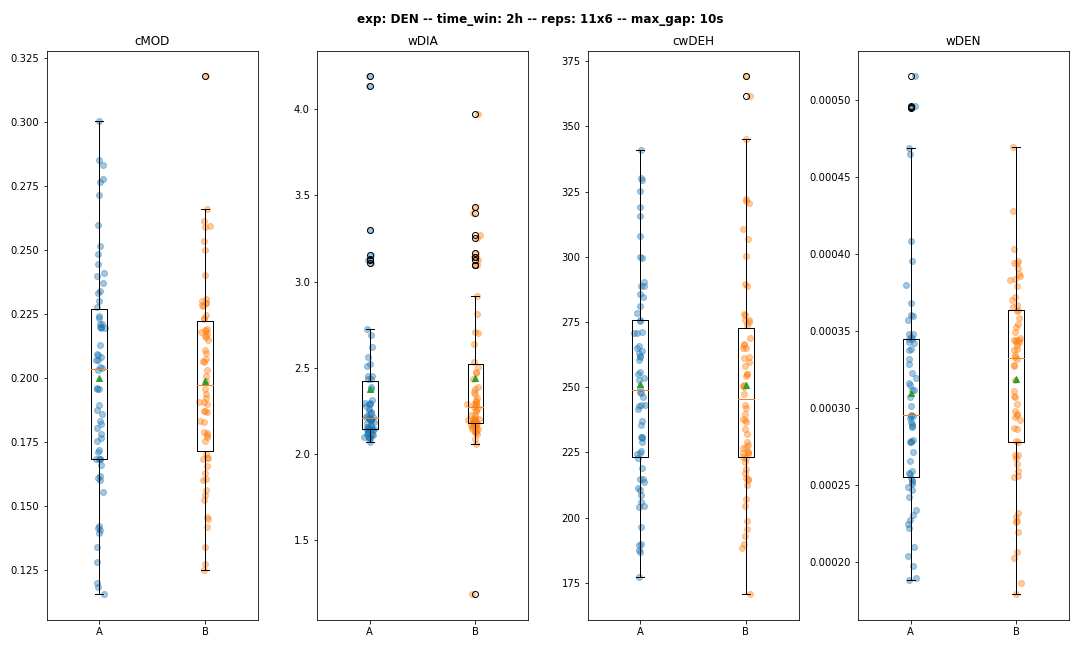 exp: DEN -- time_win: 2h -- reps: 11x6 -- max_gap: 10s
cMOD
wDIA
cwDEH
wDEN
0.325
0.300
0.275
0.250
0.225
0.200
0.175
0.150
0.125
A
B
4.0
3.5
3.0
2.5
2.0
1.5
A
B
375
350
325
300
275
250
225
200
175
A
B
0.00050
0.00045
0.00040
0.00035
0.00030
0.00025
0.00020
A
B